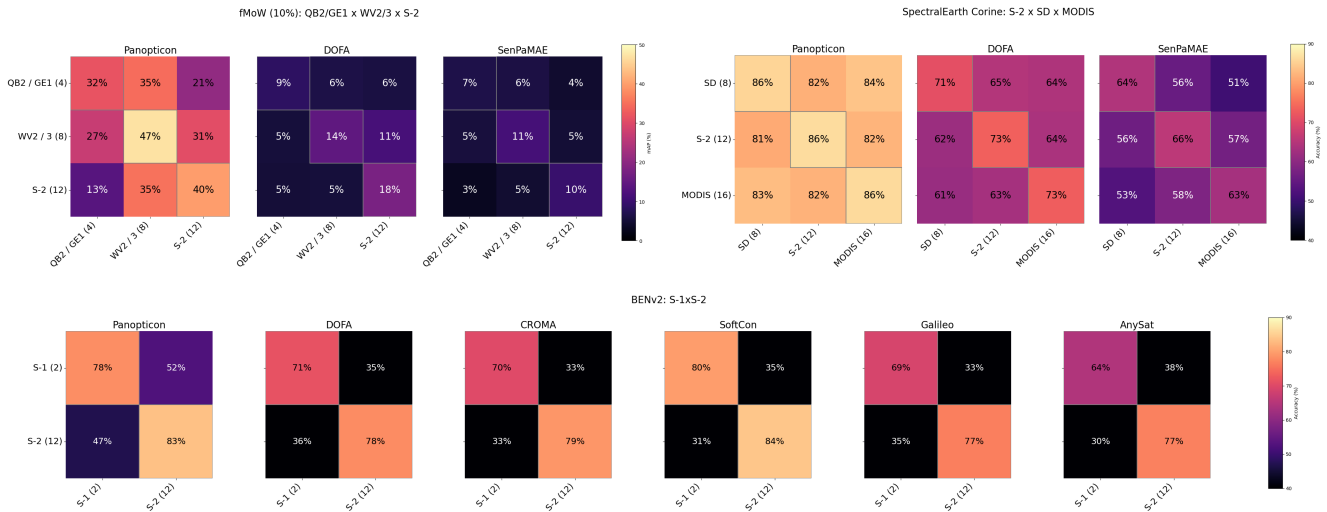 fMoW (10%): QB2/GE1 x WV2/3 x S-2
Panopticon DOFA SenPaMAE
QB2 / GE1 (4) 32% 35% 21% 9% 6% 6% 7% 6% 4%
WV2 / 3 (8) 27% 47% 31% 5% 14% 11% 5% 11% 5%
S-2 (12) 13% 35% 40% 5% 5% 18% 3% 5% 10%
QB2 / GE1 (4) WV2 / 3 (8) S-2 (12) QB2 / GE1 (4) WV2 / 3 (8) S-2 (12) QB2 / GE1 (4) WV2 / 3 (8) S-2 (12)
50
40
30
20
10
0
mAP (%)
SpectralEarth Corine: S-2 x SD x MODIS
Panopticon DOFA SenPaMAE
SD (8) 86% 82% 84% 71% 65% 64% 64% 56% 51%
S-2 (12) 81% 86% 82% 62% 73% 64% 56% 66% 57%
MODIS (16) 83% 82% 86% 61% 63% 73% 53% 58% 63%
SD (8) S-2 (12) MODIS (16) SD (8) S-2 (12) MODIS (16) SD (8) S-2 (12) MODIS (16)
90
80
70
60
50
40
Accuracy (%)
BENv2: S-1xS-2
Panopticon DOFA CROMA SoftCon Galileo AnySat
S-1 (2) 78% 52% 71% 35% 70% 33% 80% 35% 69% 33% 64% 38%
S-2 (12) 47% 83% 36% 78% 33% 79% 31% 84% 35% 77% 30% 77%
S-1 (2) S-2 (12) S-1 (2) S-2 (12) S-1 (2) S-2 (12) S-1 (2) S-2 (12) S-1 (2) S-2 (12) S-1 (2) S-2 (12)
90
80
70
60
50
40
Accuracy (%)